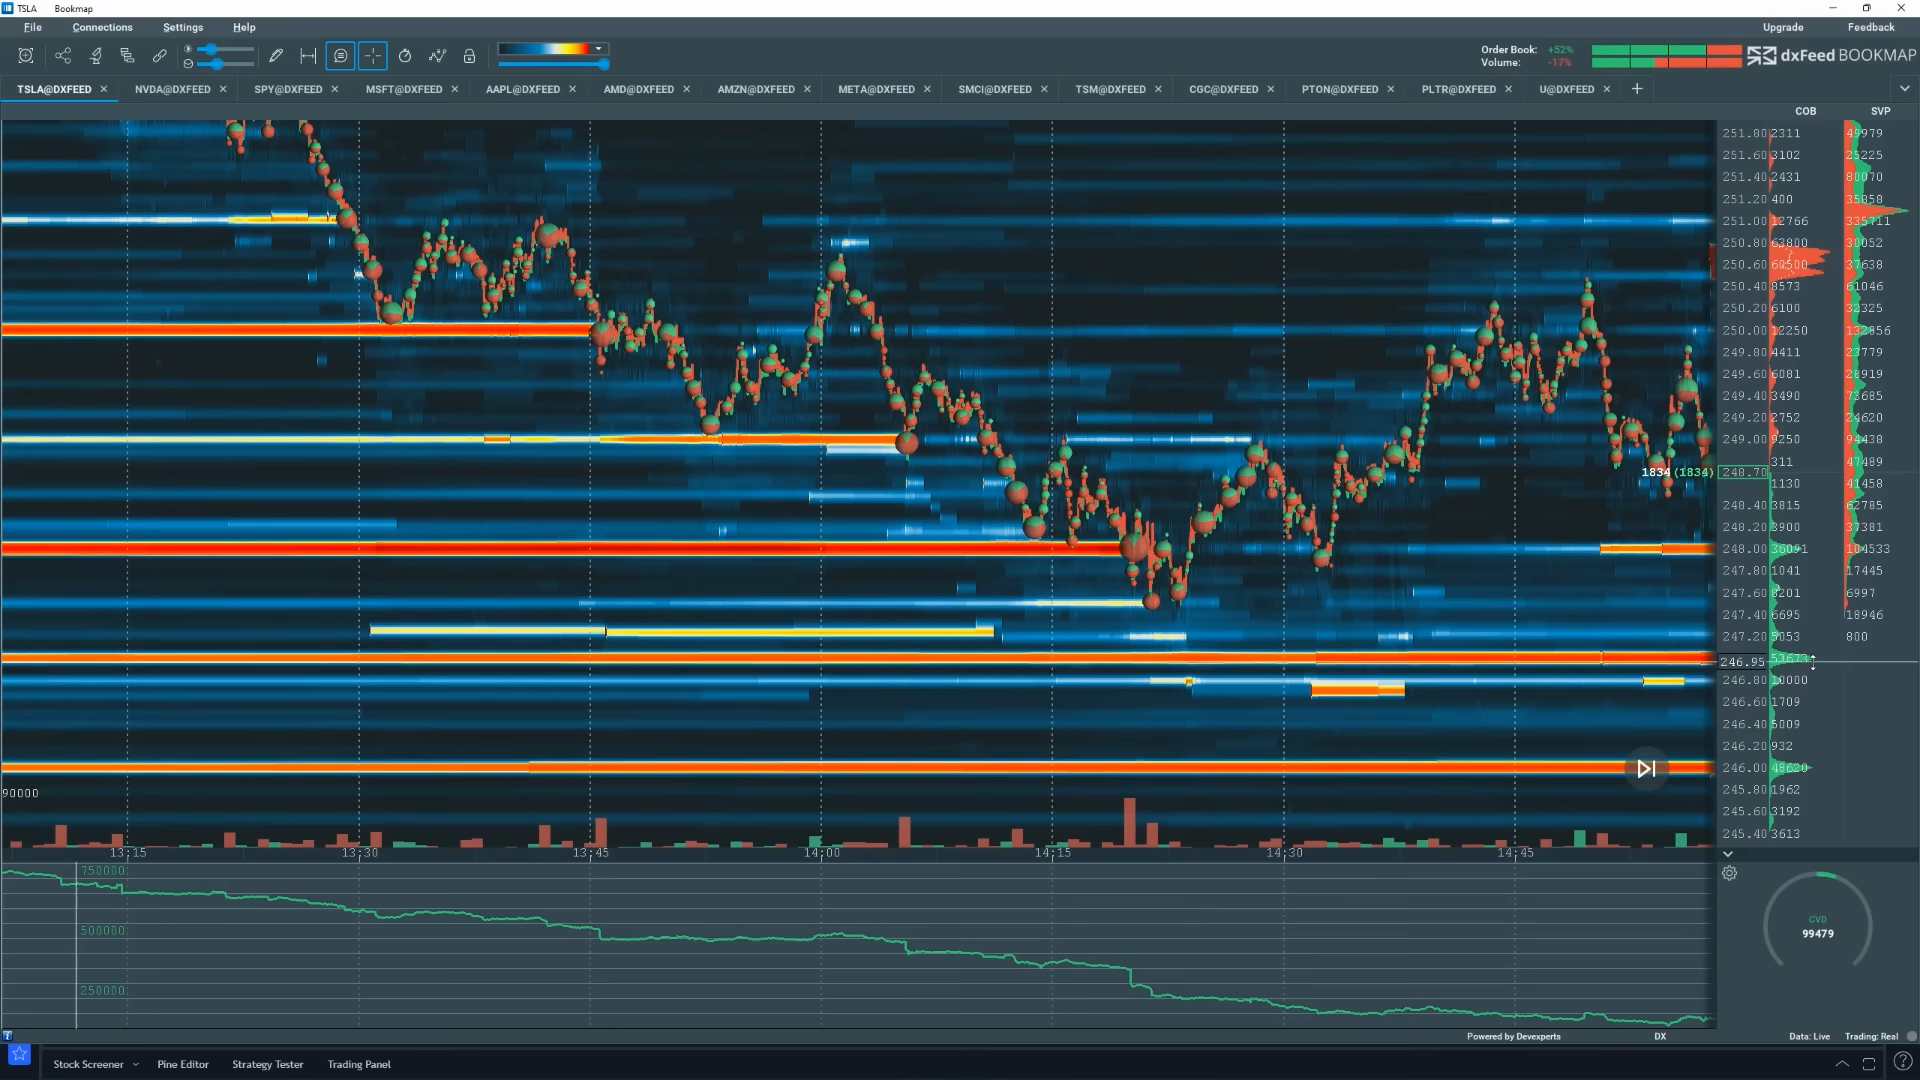 TSLA Bookmap
File Connections Settings Help Upgrade Feedback
Order Book: +52%
Volume: -17%
dxFeed BOOKMAP
TSLA@DXFEED NVDA@DXFEED SPY@DXFEED MSFT@DXFEED AAPL@DXFEED AMD@DXFEED AMZN@DXFEED META@DXFEED SMCI@DXFEED TSM@DXFEED CGC@DXFEED PTON@DXFEED PLTR@DXFEED U@DXFEED
COB SVP
251.80 2311 49979
251.60 3102 25225
251.40 2431 80070
251.20 400 35858
251.00 12766 335711
250.80 63800 30052
250.60 60500 37638
250.40 8573 61046
250.20 6100 32325
250.00 12250 132856
249.80 4411 23779
249.60 6081 28919
249.40 3490 73685
249.20 2752 24620
249.00 9250 94438
311 47489
1834 (1834) 248.70
1130 41458
248.40 3815 62785
248.20 3900 37381
248.00 36091 104533
247.80 1041 17445
247.60 8201 6997
247.40 6695 18946
247.20 5053 800
246.95
246.80 10000
246.60 1709
246.40 5009
246.20 932
246.00 48620
245.80 1962
90000
245.60 3192
245.40 3613
13:15 13:30 13:45 14:00 14:15 14:30 14:45
750000
500000
250000
CVD
99479
Powered by Devexperts DX Data: Live Trading: Real
Stock Screener Pine Editor Strategy Tester Trading Panel